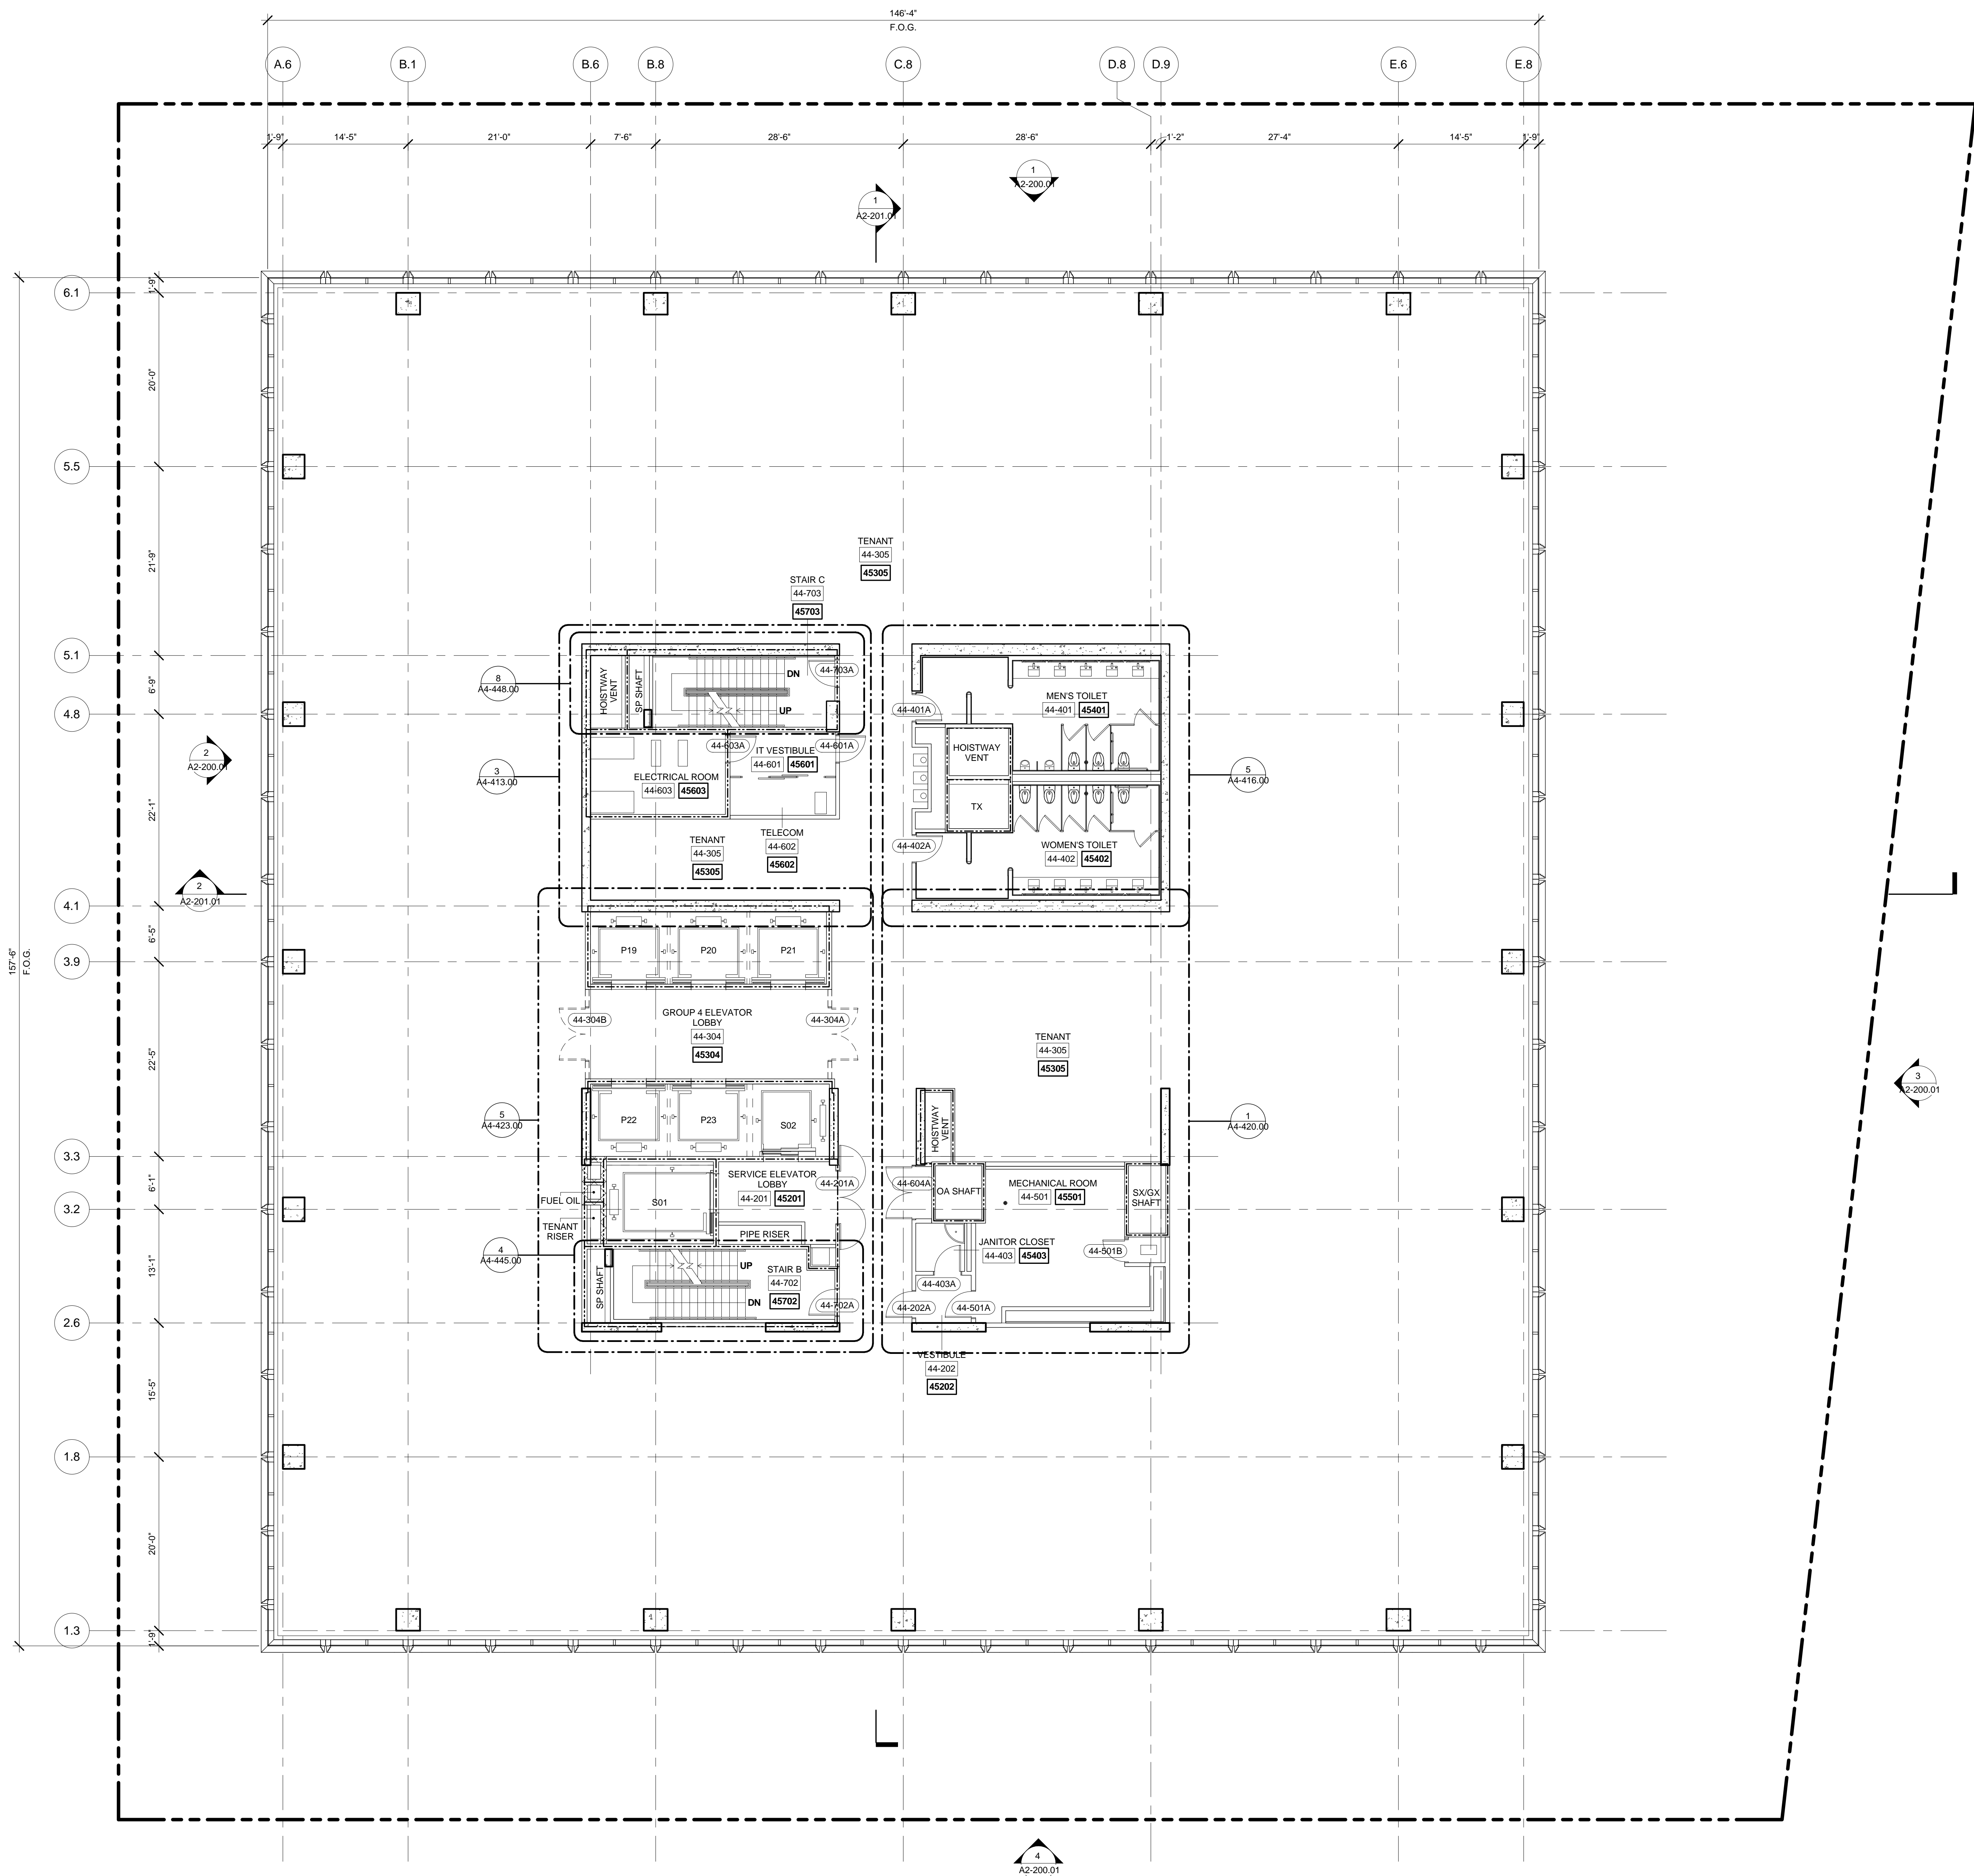 146'-4"
F.O.G.
A.6
B.1
B.6
B.8
C.8
D.8
D.9
E.6
E.8
1'-9"
14'-5"
21'-0"
7'-6"
28'-6"
28'-6"
1'-2"
27'-4"
14'-5"
1'-9"
1
A2-200.01
1
A2-201.01
6.1
1'-9"
20'-0"
5.5
21'-9"
TENANT
44-305
45305
STAIR C
44-703
45703
5.1
6'-9"
8
A4-448.00
HOISTWAY
VENT
SP SHAFT
DN
UP
44-703A
4.8
MEN'S TOILET
44-401
45401
44-401A
2
A2-200.01
3
A4-413.00
44-603A
44-601A
IT VESTIBULE
44-601
45601
ELECTRICAL ROOM
44-603
45603
HOISTWAY
VENT
TX
5
A4-416.00
22'-1"
TELECOM
44-602
45602
TENANT
44-305
45305
44-402A
WOMEN'S TOILET
44-402
45402
2
A2-201.01
4.1
6'-5"
3.9
P19
P20
P21
157'-6"
F.O.G.
44-304B
GROUP 4 ELEVATOR
LOBBY
44-304
45304
44-304A
TENANT
44-305
45305
22'-5"
3
A2-200.01
5
A4-423.00
P22
P23
S02
HOISTWAY
VENT
1
A4-420.00
3.3
6'-1"
3.2
SERVICE ELEVATOR
LOBBY
44-201
45201
44-201A
44-604A
OA SHAFT
MECHANICAL ROOM
44-501
45501
SX/GX
SHAFT
FUEL OIL
S01
TENANT
RISER
PIPE RISER
4
A4-445.00
JANITOR CLOSET
44-403
45403
44-501B
13'-1"
SP SHAFT
UP
DN
STAIR B
44-702
45702
44-702A
44-403A
44-202A
44-501A
2.6
VESTIBULE
44-202
45202
15'-5"
1.8
20'-0"
1.3
1'-9"
4
A2-200.01